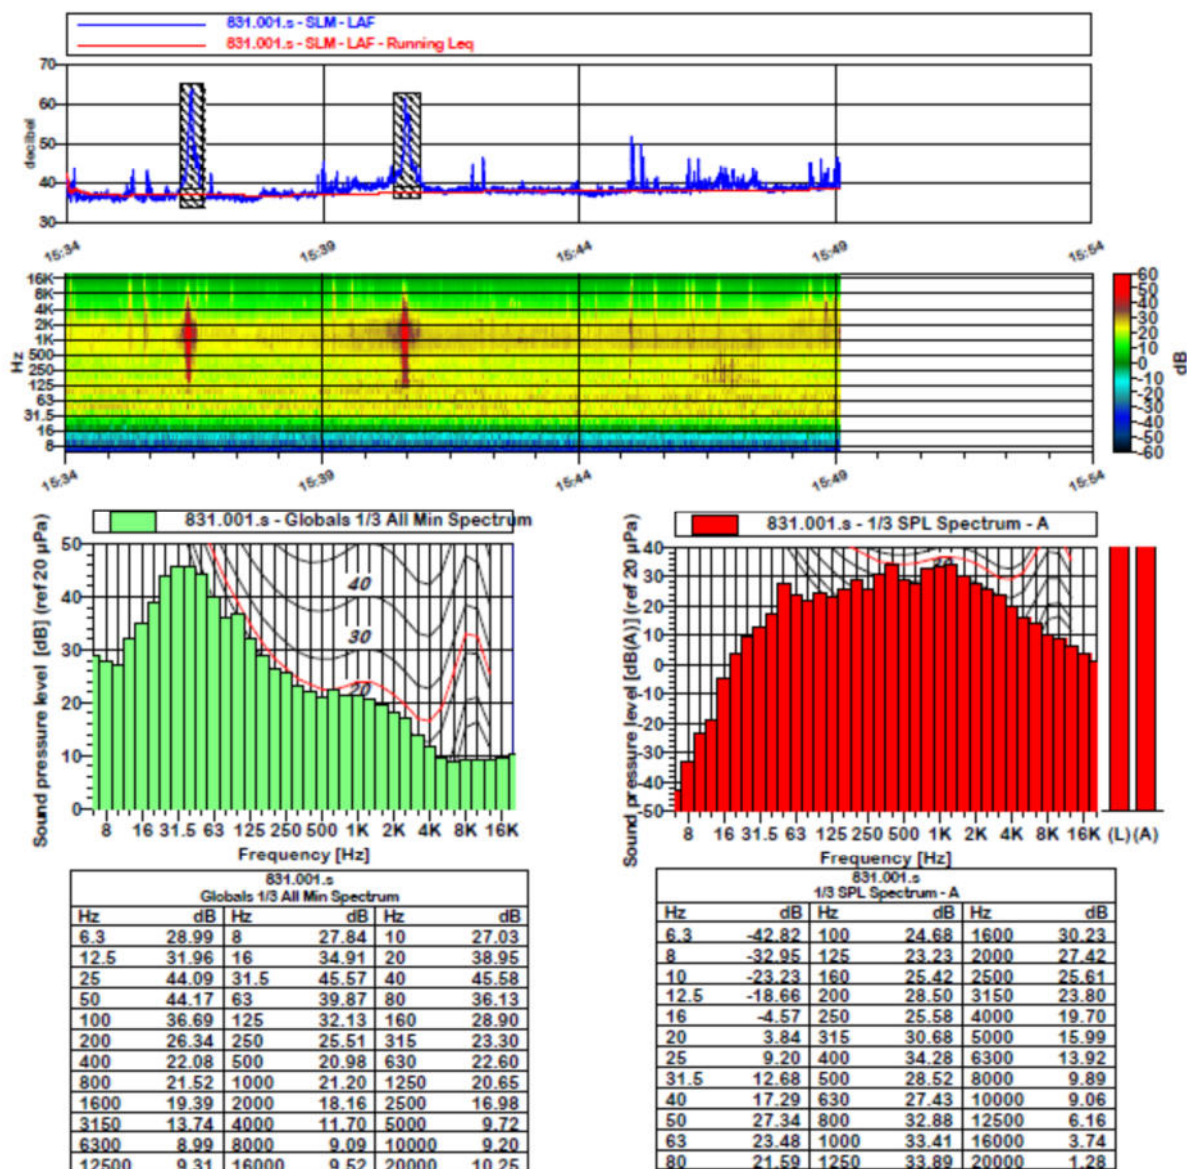 831.001.s - SLM - LAF
831.001.s - SLM - LAF - Running Leq
70
60
50
40
30
decibel
15:34 15:39 15:44 15:49 15:54
16K
8K
4K
2K
1K
500
250
125
63
31.5
16
8
Hz
60
50
40
30
20
10
0
-10
-20
-30
-40
-50
-60
dB
15:34 15:39 15:44 15:49 15:54
831.001.s - Globals 1/3 All Min Spectrum
Sound pressure level [dB] (ref 20 µPa)
50
40
30
20
10
0
40
30
20
8 16 31.5 63 125 250 500 1K 2K 4K 8K 16K
Frequency [Hz]
831.001.s - 1/3 SPL Spectrum - A
Sound pressure level [dB(A)] (ref 20 µPa)
40
30
20
10
0
-10
-20
-30
-40
-50
8 16 31.5 63 125 250 500 1K 2K 4K 8K 16K (L) (A)
Frequency [Hz]
831.001.s
Globals 1/3 All Min Spectrum
Hz dB Hz dB Hz dB
6.3 28.99 8 27.84 10 27.03
12.5 31.96 16 34.91 20 38.95
25 44.09 31.5 45.57 40 45.58
50 44.17 63 39.87 80 36.13
100 36.69 125 32.13 160 28.90
200 26.34 250 25.51 315 23.30
400 22.08 500 20.98 630 22.60
800 21.52 1000 21.20 1250 20.65
1600 19.39 2000 18.16 2500 16.98
3150 13.74 4000 11.70 5000 9.72
6300 8.99 8000 9.09 10000 9.20
12500 9.31 16000 9.52 20000 10.25
831.001.s
1/3 SPL Spectrum - A
Hz dB Hz dB Hz dB
6.3 -42.82 100 24.68 1600 30.23
8 -32.95 125 23.23 2000 27.42
10 -23.23 160 25.42 2500 25.61
12.5 -18.66 200 28.50 3150 23.80
16 -4.57 250 25.58 4000 19.70
20 3.84 315 30.68 5000 15.99
25 9.20 400 34.28 6300 13.92
31.5 12.68 500 28.52 8000 9.89
40 17.29 630 27.43 10000 9.06
50 27.34 800 32.88 12500 6.16
63 23.48 1000 33.41 16000 3.74
80 21.59 1250 33.89 20000 1.28